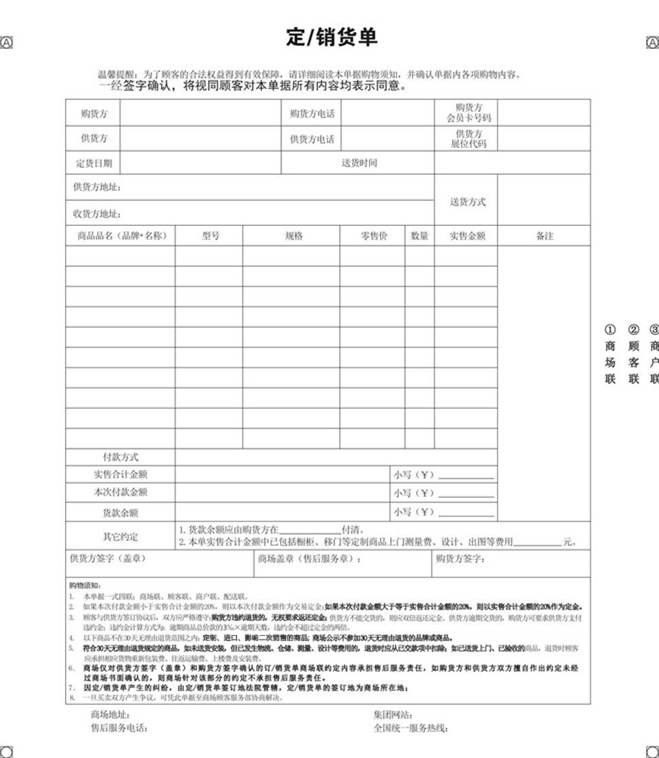 定/销货单
温馨提醒：为了顾客的合法权益得到有效保障，请详细阅读本单据购物须知，并确认单据内各项购物内容。
一经签字确认，将视同顾客对本单据所有内容均表示同意。
购货方 购货方电话 购货方会员卡号码
供货方 供货方电话 供货方展位代码
定货日期 送货时间
供货方地址：
送货方式
收货方地址：
商品品名（品牌+名称） 型号 规格 零售价 数量 实售金额 备注
①商场联 ②顾客联 ③商户联
付款方式
实售合计金额 小写（￥）
本次付款金额 小写（￥）
货款余额 小写（￥）
其它约定
1.货款余额应由购货方在____付清。
2.本单实售合计金额中已包括橱柜、移门等定制商品上门测量费、设计、出图等费用____元。
供货方签字（盖章） 商场盖章（售后服务章）： 购货方签字：
购物须知：
1. 本单据一式四联：商场联、顾客联、商户联、配送联。
2. 如果本次付款金额小于实售合计金额的20%，则以本次付款金额作为交易定金；如果本次付款金额大于等于实售合计金额的20%，则以实售合计金额的20%作为定金。
3. 顾客与供货方签订协议后，双方应严格遵守；购货方违约退货的，无权要求返还定金；供货方不能交货的，则应双倍返还定金。供货方逾期交货的，购货方可要求供货方支付
违约金；违约金计算方式为：逾期商品总价款的3‰×逾期天数，违约金不超过定金的两倍。
4. 以下商品不在30天无理由退货范围之内：定制、进口、影响二次销售的商品；商场公示不参加30天无理由退货的品牌或商品。
5. 符合30天无理由退货规定的商品，如未送货安装，但已发生物流、仓储、测量、设计等费用的，退货时应从已交款项中扣除；如已送货上门、已验收的商品，退货时顾客
应承担相应货物重新包装费、往返运输费、上楼费及安装费。
6. 商场仅对供货方签字（盖章）和购货方签字确认的订/销货单商场联约定内容承担售后服务责任，如购货方和供货方双方擅自作出约定未经
过商场书面确认的，则商场针对该部分的约定不承担售后服务责任。
7. 因定/销货单产生的纠纷，由定/销货单签订地法院管辖，定/销货单的签订地为商场所在地；
8. 一旦买卖双方产生争议，可凭此单据至商场顾客服务部协商解决。
商场地址： 集团网站：
售后服务电话： 全国统一服务热线：